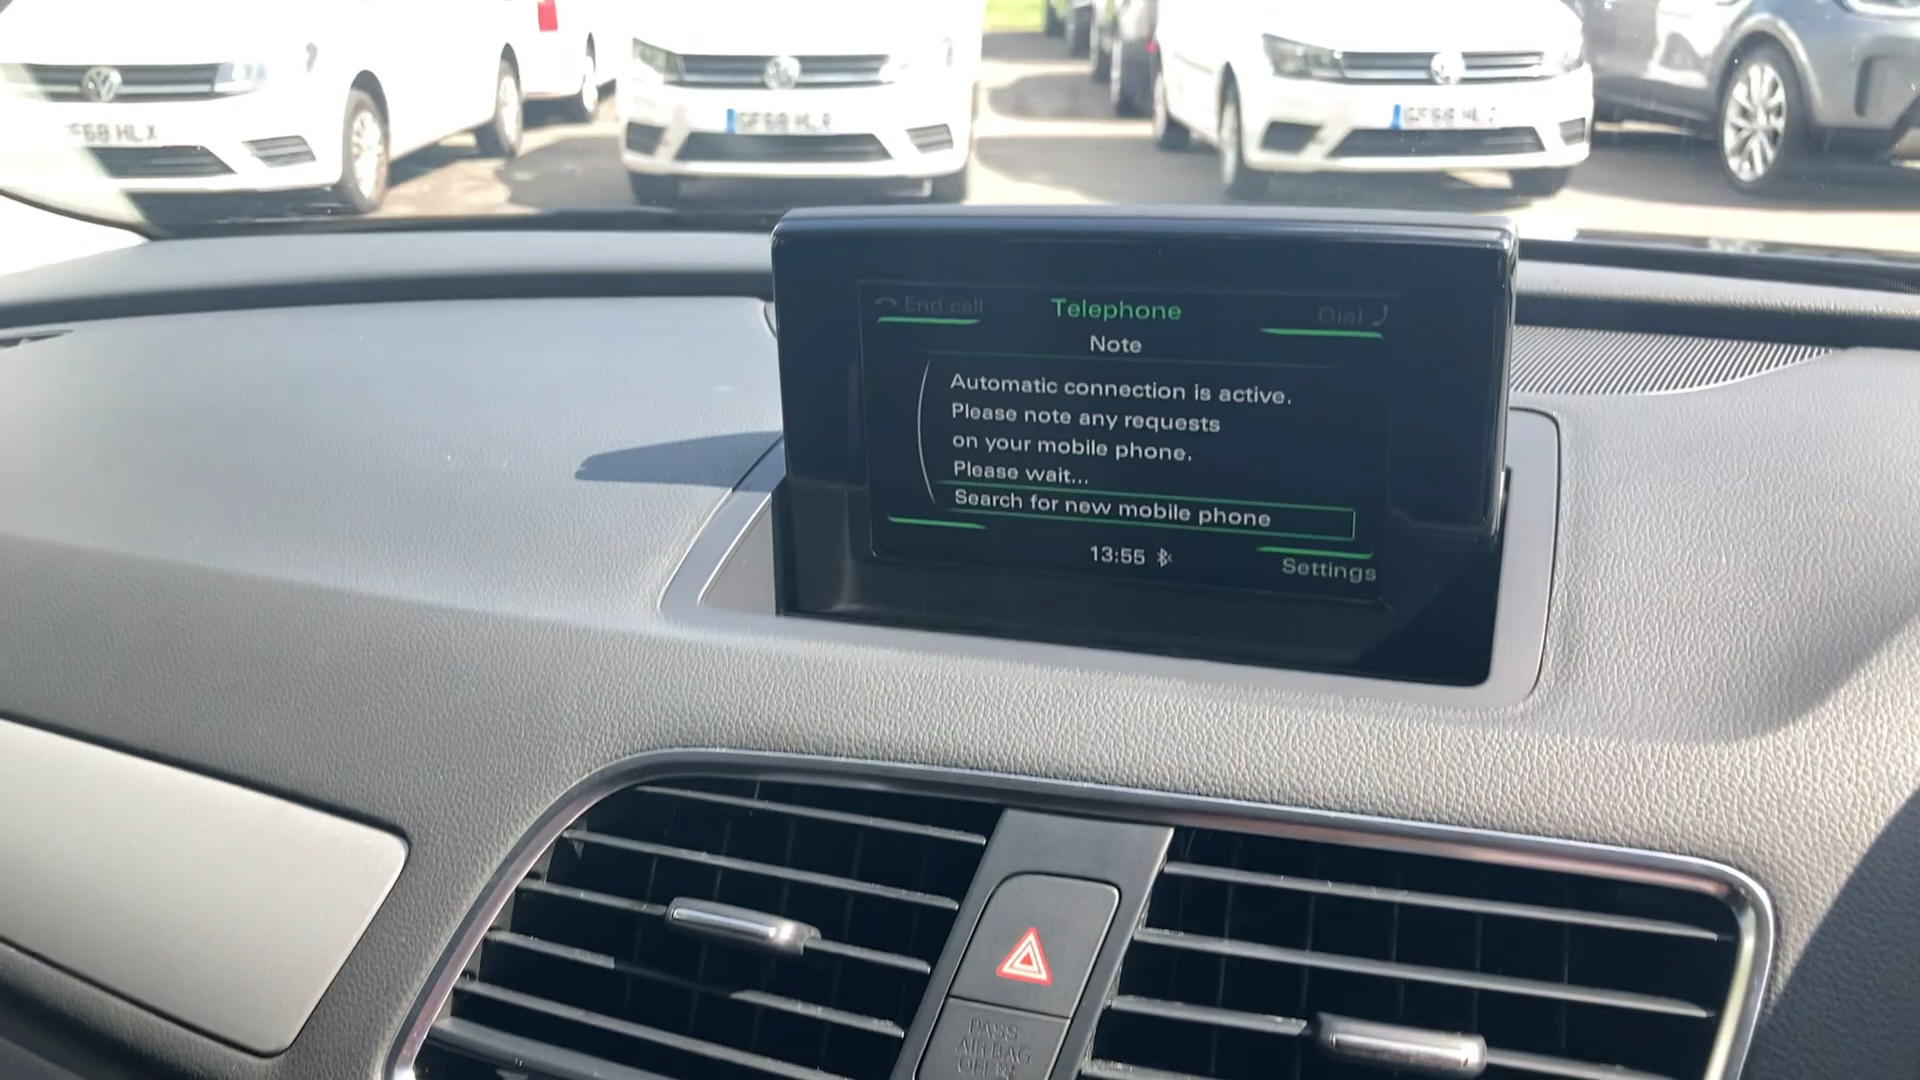 End call
Telephone
Dial
Note
Automatic connection is active.
Please note any requests
on your mobile phone.
Please wait...
Search for new mobile phone
13:55
Settings
PASS
AIRBAG